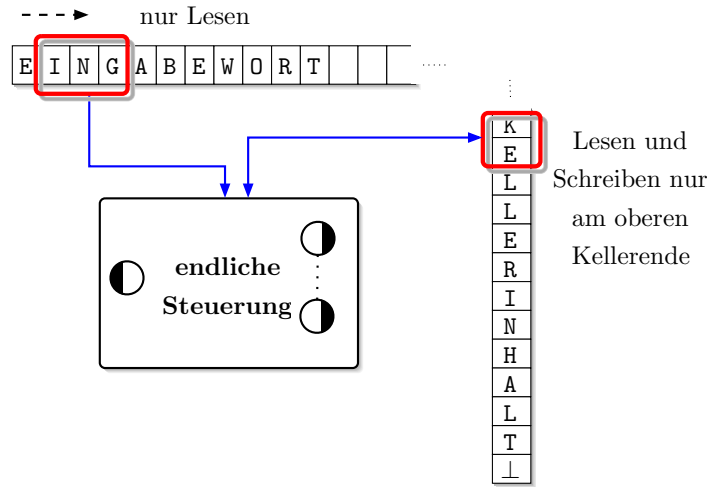 nur Lesen
E I N G A B E W O R T
K
E
L
L
E
R
I
N
H
A
L
T
⊥
Lesen und
Schreiben nur
am oberen
Kellerende
endliche
Steuerung